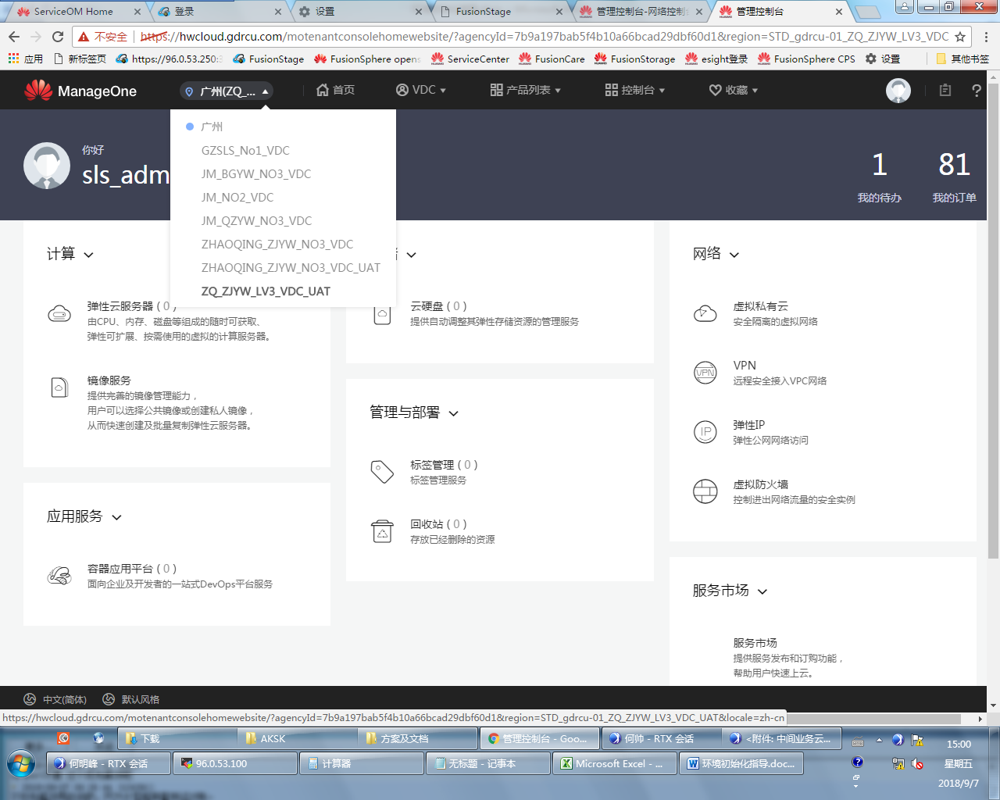 ServiceOM Home
登录
设置
FusionStage
管理控制台-网络控制
管理控制台
不安全
https://hwcloud.gdrcu.com/motenantconsolehomewebsite/?agencyId=7b9a197bab5f4b10a66bcad29dbf60d1&region=STD_gdrcu-01_ZQ_ZJYW_LV3_VDC
应用
新标签页
https://96.0.53.250:
FusionStage
FusionSphere opens
ServiceCenter
FusionCare
FusionStorage
esight登录
FusionSphere CPS
设置
其他书签
HUAWEI
ManageOne
广州(ZQ_...
首页
VDC
产品列表
控制台
收藏
?
广州
GZSLS_No1_VDC
JM_BGYW_NO3_VDC
JM_NO2_VDC
JM_QZYW_NO3_VDC
ZHAOQING_ZJYW_NO3_VDC
ZHAOQING_ZJYW_NO3_VDC_UAT
ZQ_ZJYW_LV3_VDC_UAT
你好
sls_adm
1
我的待办
81
我的订单
计算
弹性云服务器 ( 0 )
由CPU、内存、磁盘等组成的随时可获取、
弹性可扩展、按需使用的虚拟的计算服务器。
镜像服务
提供完善的镜像管理能力，
用户可以选择公共镜像或创建私人镜像，
从而快速创建及批量复制弹性云服务器。
应用服务
容器应用平台 ( 0 )
面向企业及开发者的一站式DevOps平台服务
云硬盘 ( 0 )
提供自动调整其弹性存储资源的管理服务
管理与部署
标签管理 ( 0 )
标签管理服务
回收站 ( 0 )
存放已经删除的资源
网络
虚拟私有云
安全隔离的虚拟网络
VPN
VPN
远程安全接入VPC网络
IP
弹性IP
弹性公网网络访问
虚拟防火墙
控制进出网络流量的安全实例
服务市场
服务市场
提供服务发布和订购功能，
帮助用户快速上云。
中文(简体)
默认风格
https://hwcloud.gdrcu.com/motenantconsolehomewebsite/?agencyId=7b9a197bab5f4b10a66bcad29dbf60d1&region=STD_gdrcu-01_ZQ_ZJYW_LV3_VDC_UAT&locale=zh-cn
下载
AKSK
方案及文档
管理控制台 - Goo...
何帅 - RTX 会话
<附件: 中间业务云...
何明峰 - RTX 会话
96.0.53.100
计算器
无标题 - 记事本
Microsoft Excel - ...
环境初始化指导.doc...
15:00
星期五
2018/9/7